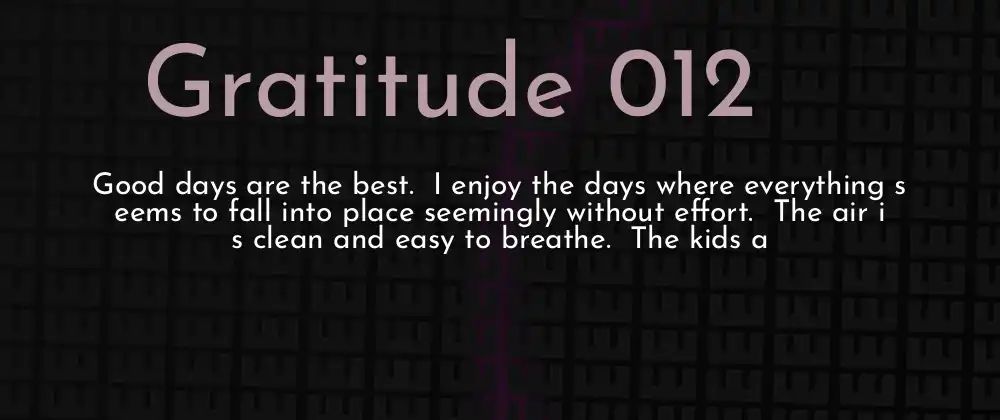 Gratitude 012
Good days are the best.  I enjoy the days where everything s
eems to fall into place seemingly without effort.  The air i
s clean and easy to breathe.  The kids a